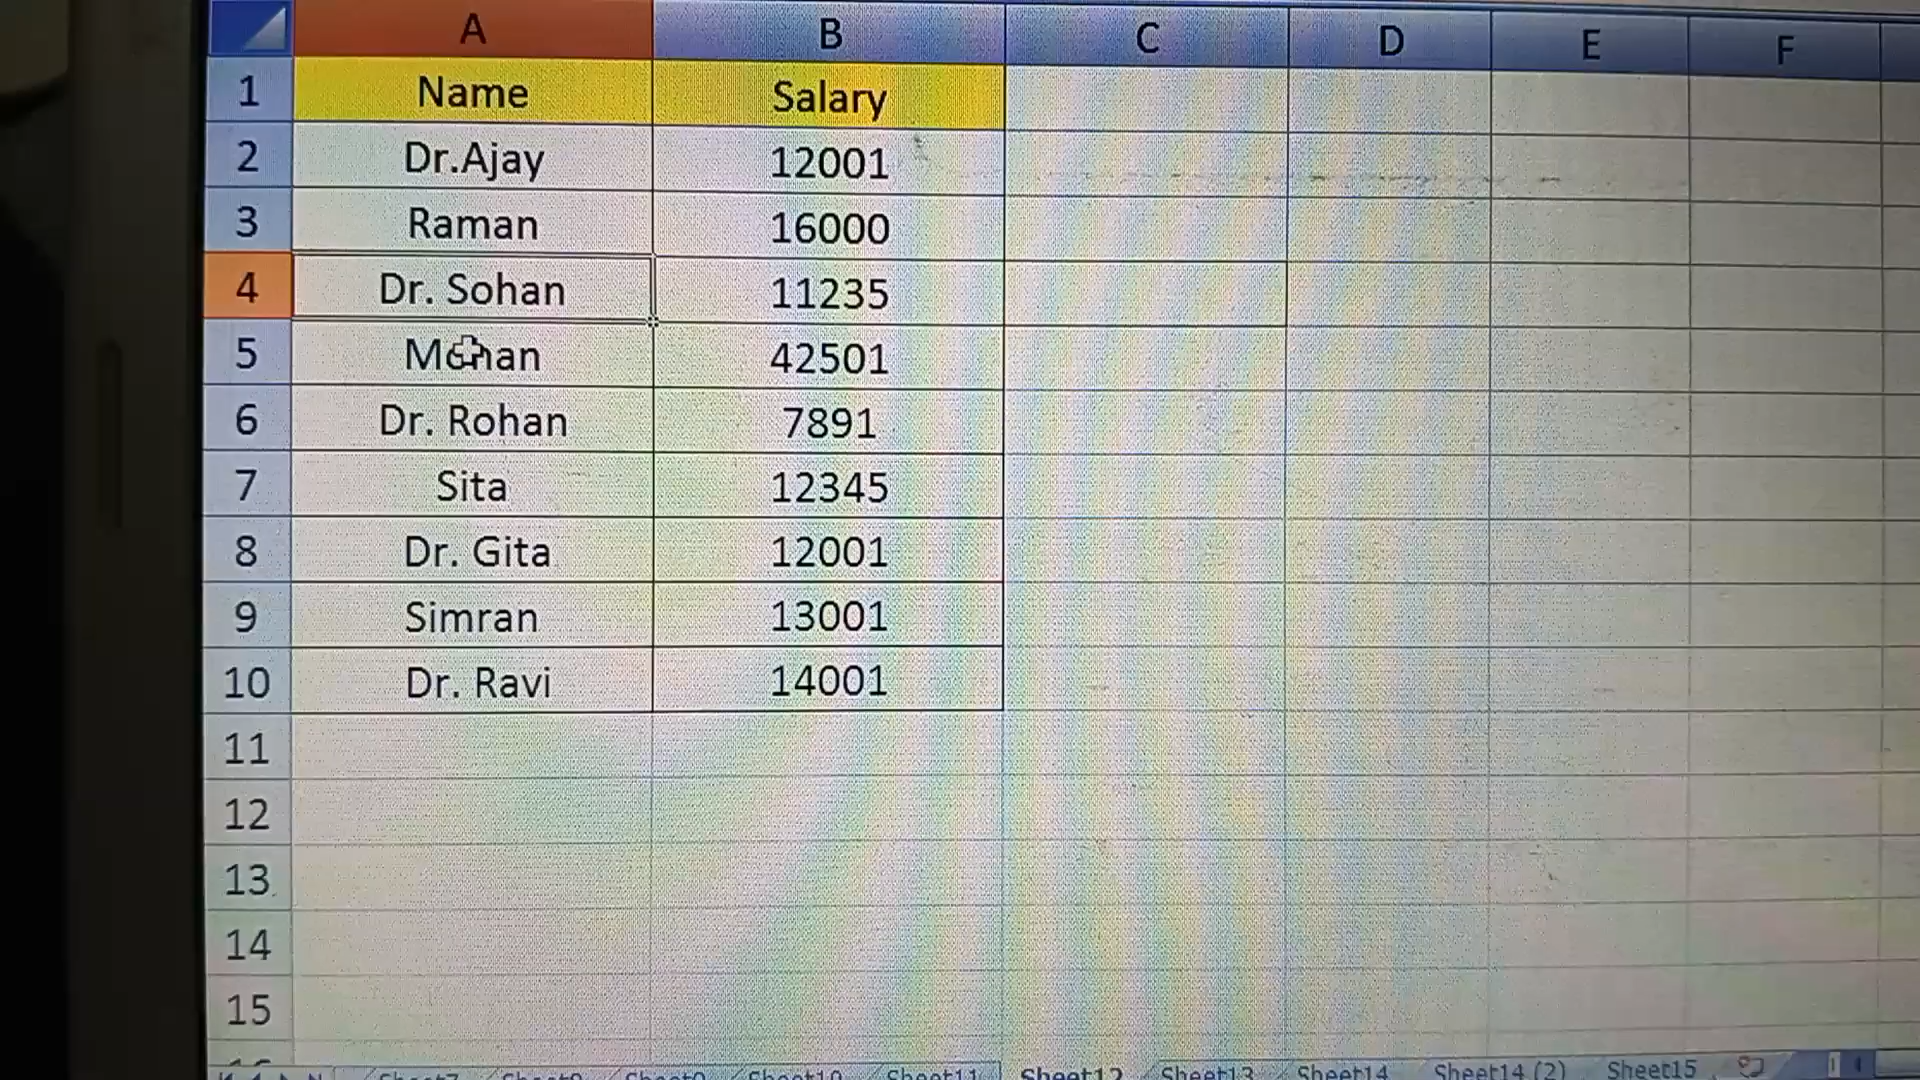 A B C D E F
1 Name Salary
2 Dr.Ajay 12001
3 Raman 16000
4 Dr. Sohan 11235
5 Mohan 42501
6 Dr. Rohan 7891
7 Sita 12345
8 Dr. Gita 12001
9 Simran 13001
10 Dr. Ravi 14001
11
12
13
14
15
Sheet10 Sheet11 Sheet12 Sheet13 Sheet14 Sheet14 (2) Sheet15